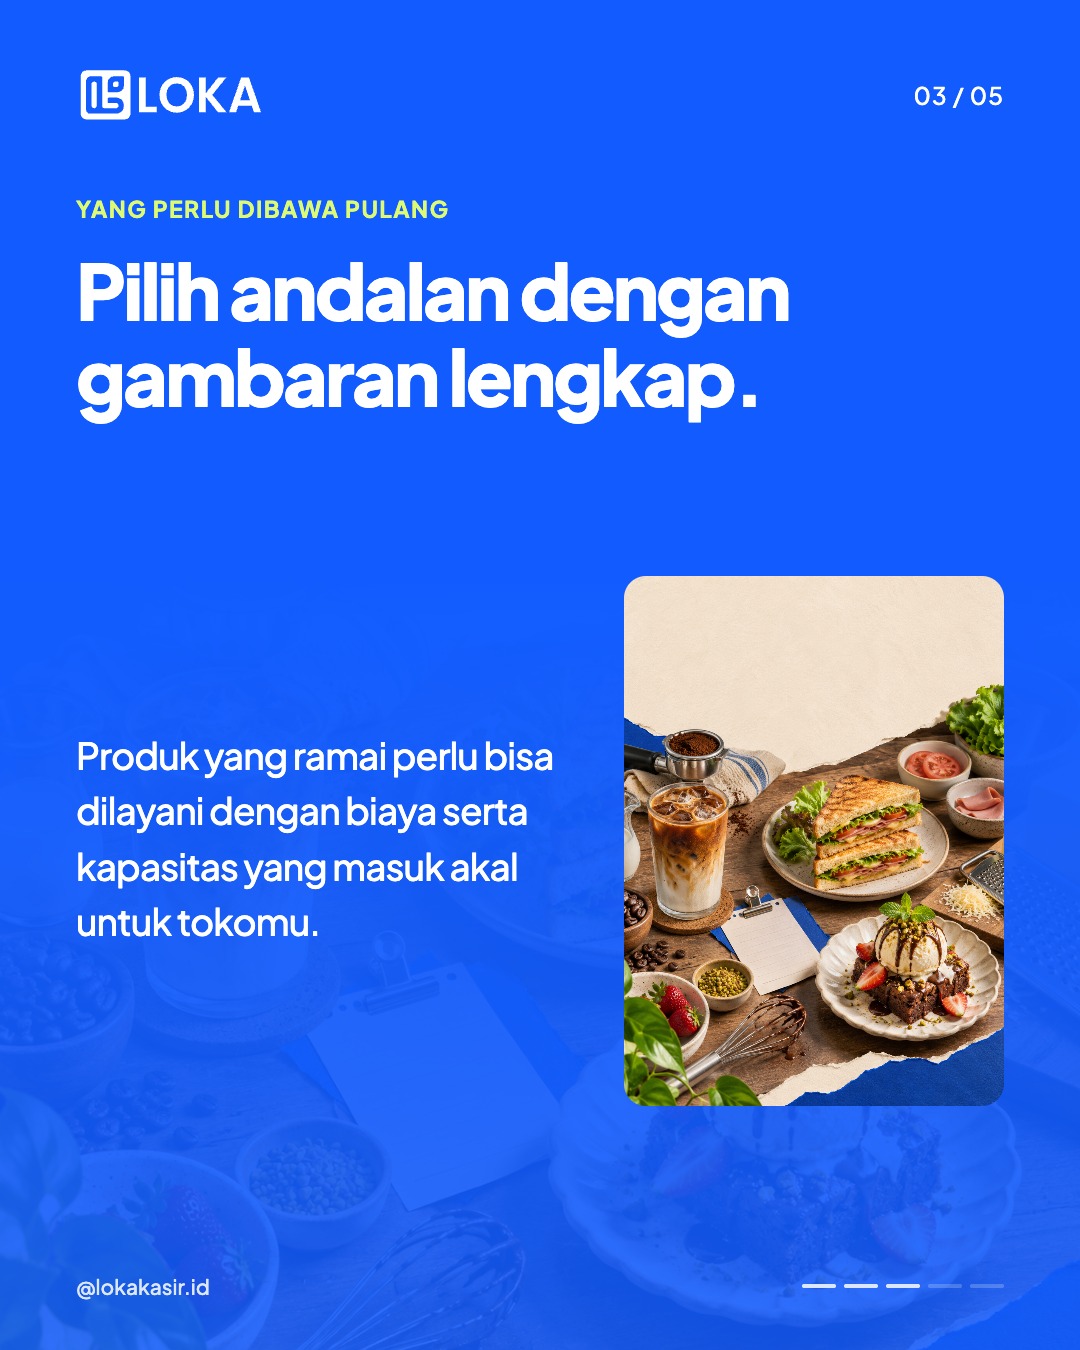 LOKA
03 / 05
YANG PERLU DIBAWA PULANG
Pilih andalan dengan
gambaran lengkap.
Produk yang ramai perlu bisa
dilayani dengan biaya serta
kapasitas yang masuk akal
untuk tokomu.
@lokakasir.id